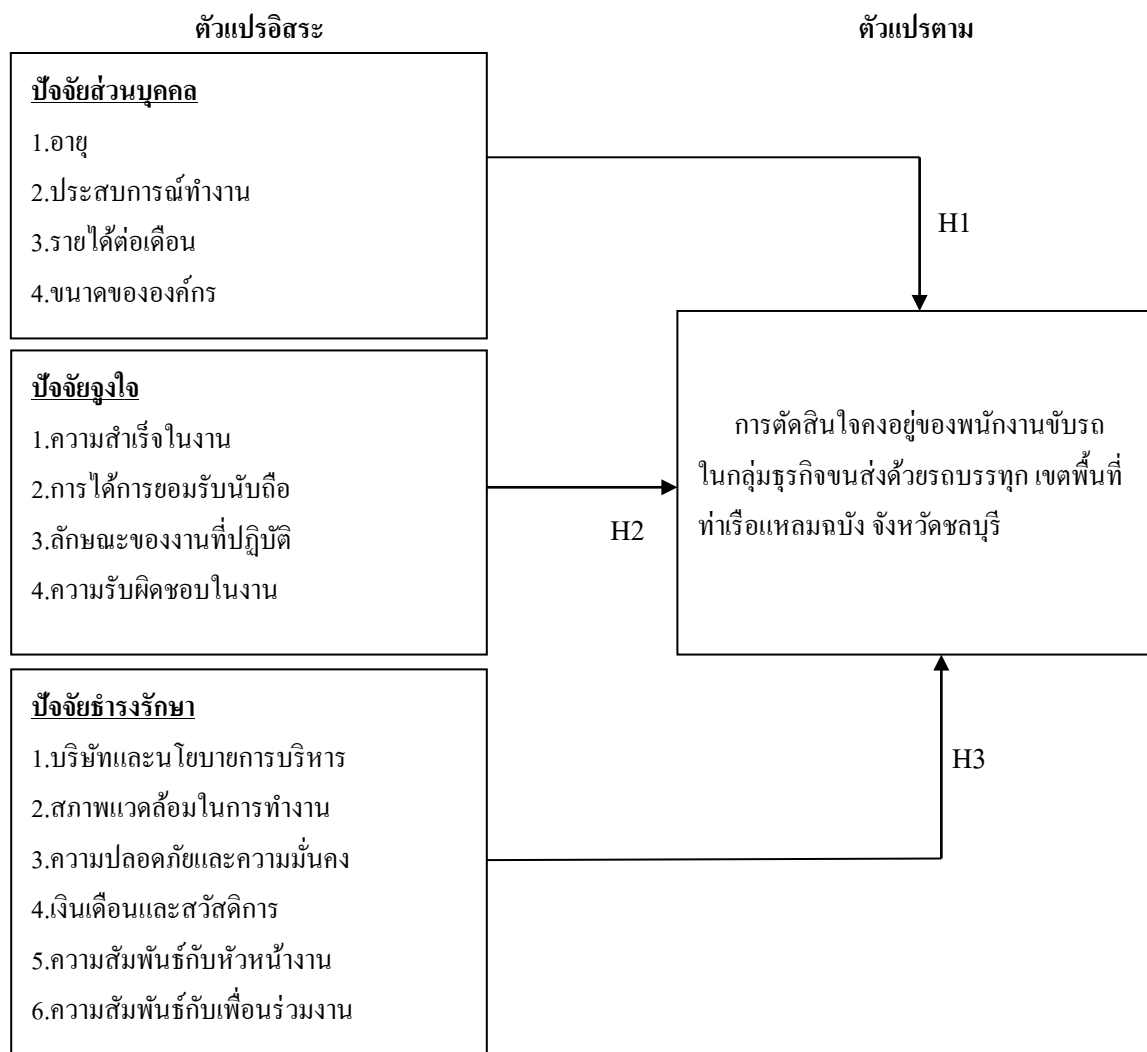 ตัวแปรอิสระ
ตัวแปรตาม
ปัจจัยส่วนบุคคล
1.อายุ
2.ประสบการณ์ทำงาน
3.รายได้ต่อเดือน
4.ขนาดขององค์กร
H1
ปัจจัยจูงใจ
1.ความสำเร็จในงาน
2.การได้การยอมรับนับถือ
3.ลักษณะของงานที่ปฏิบัติ
4.ความรับผิดชอบในงาน
H2
การตัดสินใจคงอยู่ของพนักงานขับรถ
ในกลุ่มธุรกิจขนส่งด้วยรถบรรทุก เขตพื้นที่
ท่าเรือแหลมฉบัง จังหวัดชลบุรี
ปัจจัยธำรงรักษา
1.บริษัทและนโยบายการบริหาร
2.สภาพแวดล้อมในการทำงาน
3.ความปลอดภัยและความมั่นคง
4.เงินเดือนและสวัสดิการ
5.ความสัมพันธ์กับหัวหน้างาน
6.ความสัมพันธ์กับเพื่อนร่วมงาน
H3